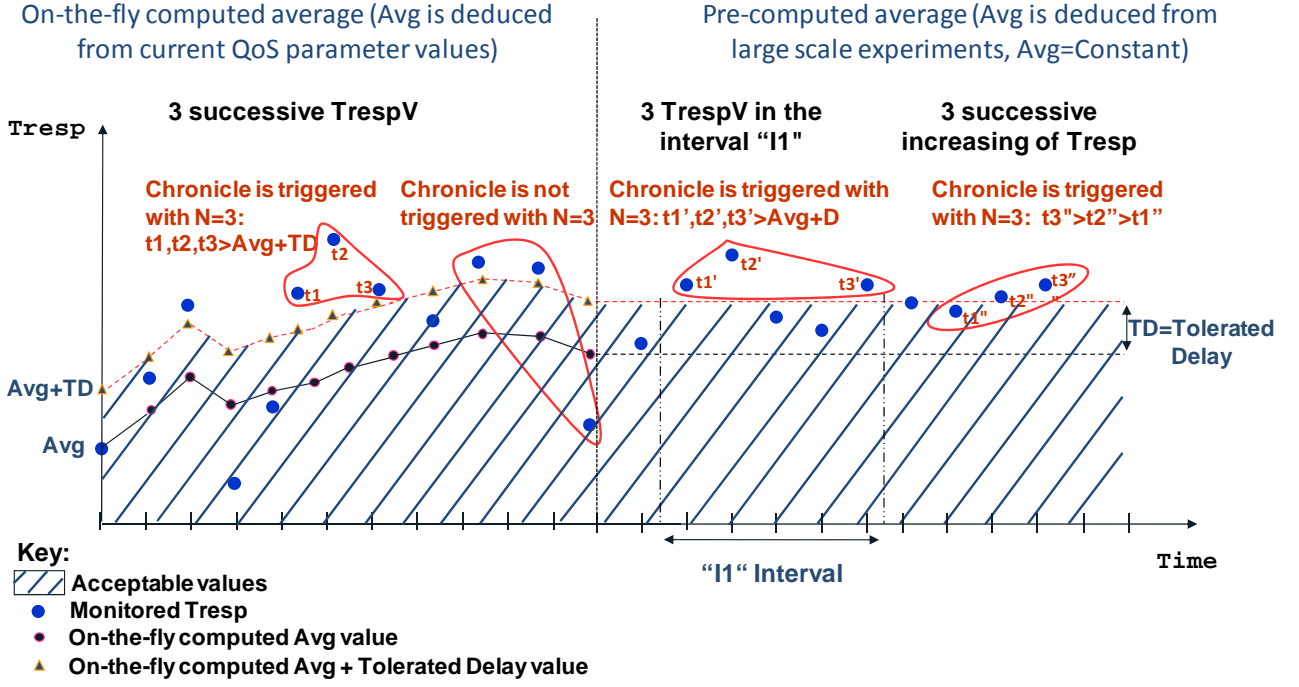 On-the-fly computed average (Avg is deduced
from current QoS parameter values)
Pre-computed average (Avg is deduced from
large scale experiments, Avg=Constant)
3 successive TrespV
3 TrespV in the
interval “I1"
3 successive
increasing of Tresp
Tresp
Chronicle is triggered
with N=3:
t1,t2,t3>Avg+TD
Chronicle is not
triggered with N=3
Chronicle is triggered with
N=3: t1’,t2’,t3’>Avg+D
Chronicle is triggered
with N=3: t3">t2”>t1”
t2
t1
t3
t2'
t1'
t3'
t3”
"
t2"
t1"
TD=Tolerated
Delay
Avg+TD
Avg
Time
“I1“ Interval
Key:
Acceptable values
Monitored Tresp
On-the-fly computed Avg value
On-the-fly computed Avg + Tolerated Delay value